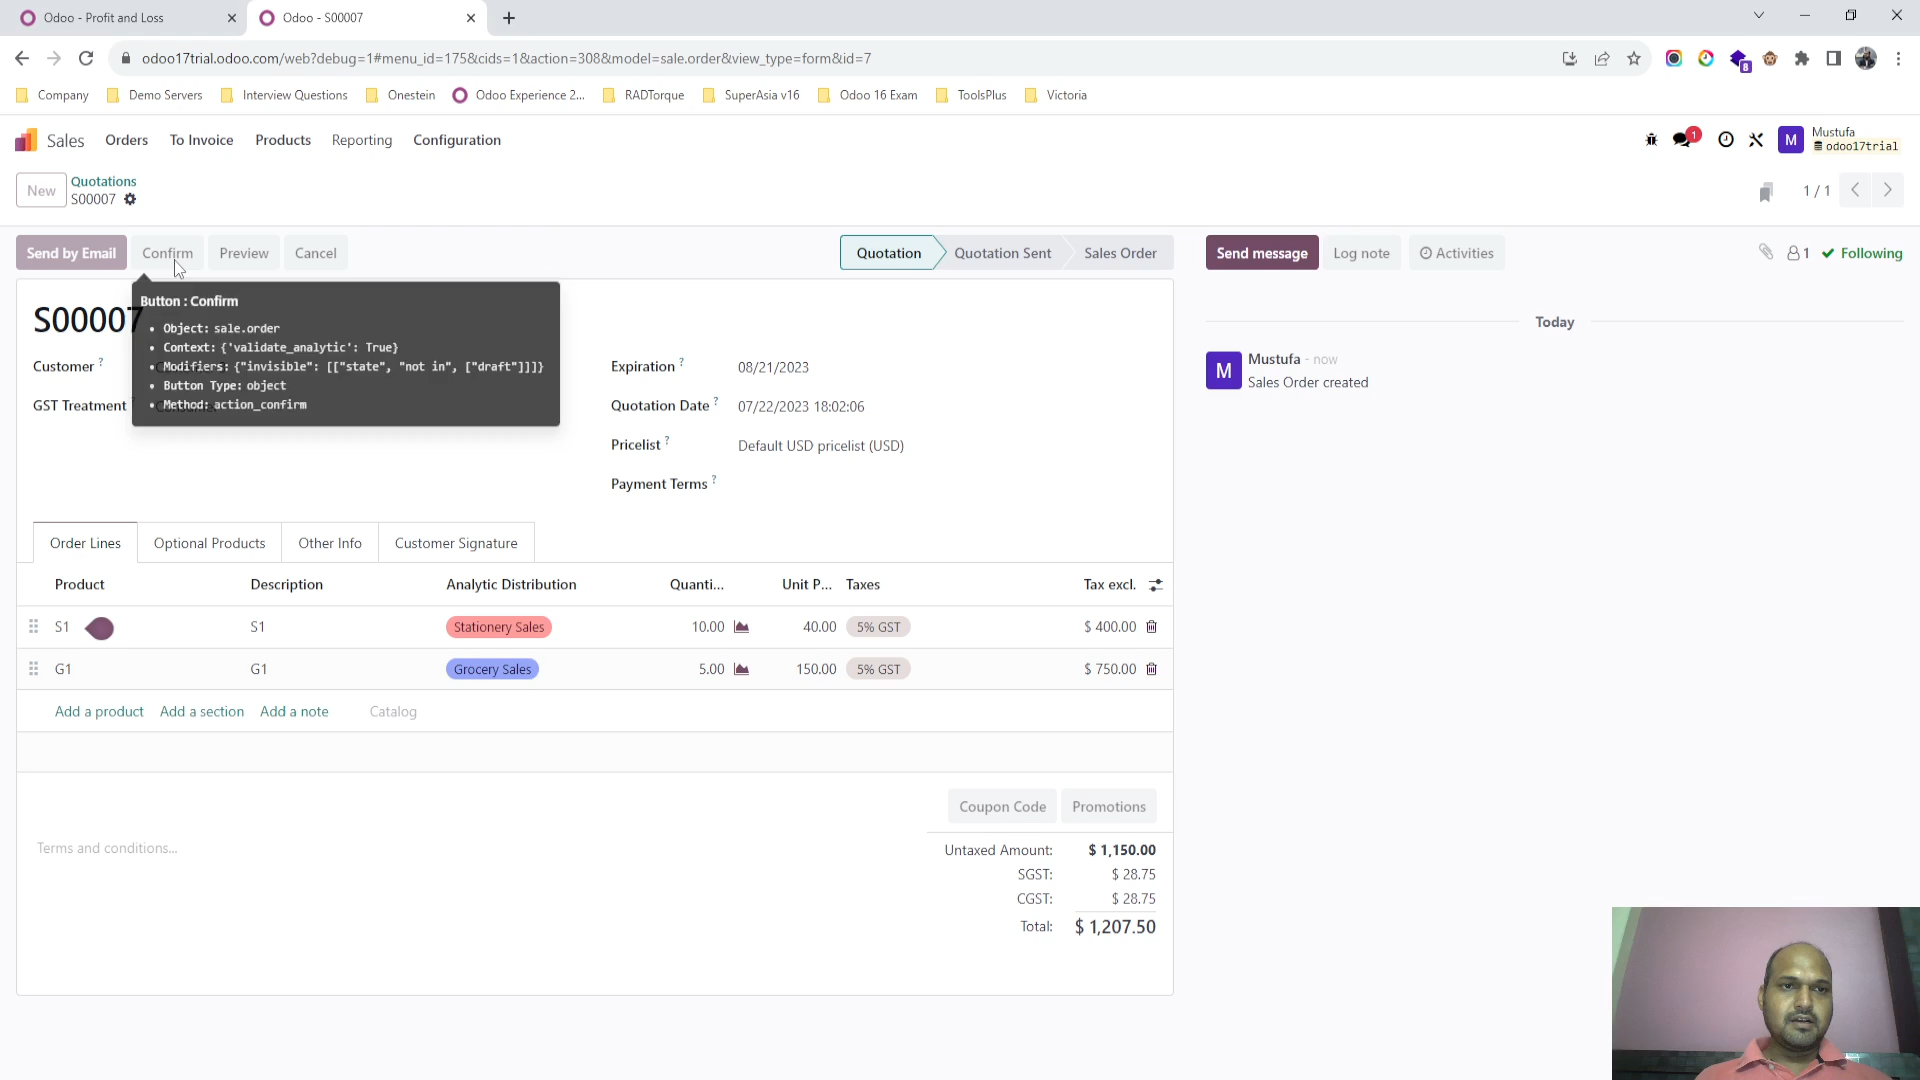 Odoo - Profit and Loss
Odoo - S00007
odoo17trial.odoo.com/web?debug=1#menu_id=175&cids=1&action=308&model=sale.order&view_type=form&id=7
8
Company
Demo Servers
Interview Questions
Onestein
Odoo Experience 2...
RADTorque
SuperAsia v16
Odoo 16 Exam
ToolsPlus
Victoria
Sales
Orders
To Invoice
Products
Reporting
Configuration
1
M
Mustufa
odoo17trial
New
Quotations
S00007
1 / 1
Send by Email
Confirm
Preview
Cancel
Quotation
Quotation Sent
Sales Order
Send message
Log note
Activities
1
Following
Button : Confirm
Object: sale.order
Context: {'validate_analytic': True}
Modifiers: {"invisible": [["state", "not in", ["draft"]]]}
Button Type: object
Method: action_confirm
S00007
Customer ?
GST Treatment
Expiration ? 08/21/2023
Quotation Date ? 07/22/2023 18:02:06
Pricelist ? Default USD pricelist (USD)
Payment Terms ?
Today
M
Mustufa - now
Sales Order created
Order Lines
Optional Products
Other Info
Customer Signature
Product Description Analytic Distribution Quanti... Unit P... Taxes Tax excl.
S1 S1 Stationery Sales 10.00 40.00 5% GST $ 400.00
G1 G1 Grocery Sales 5.00 150.00 5% GST $ 750.00
Add a product Add a section Add a note Catalog
Coupon Code
Promotions
Terms and conditions...
Untaxed Amount: $ 1,150.00
SGST: $ 28.75
CGST: $ 28.75
Total: $ 1,207.50